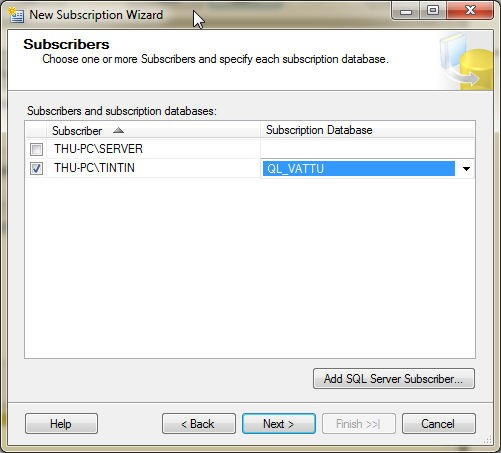 New Subscription Wizard
Subscribers
Choose one or more Subscribers and specify each subscription database.
Subscribers and subscription databases:
Subscriber Subscription Database
THU-PC\SERVER
THU-PC\TINTIN QL_VATTU
Add SQL Server Subscriber...
Help < Back Next > Finish >>| Cancel